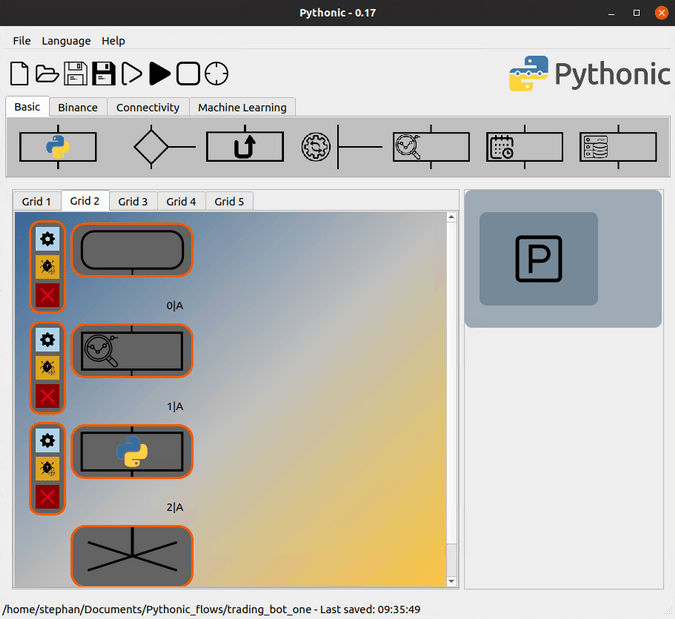 Pythonic - 0.17
File Language Help
Pythonic
Basic Binance Connectivity Machine Learning
Grid 1 Grid 2 Grid 3 Grid 4 Grid 5
P
0|A
1|A
2|A
/home/stephan/Documents/Pythonic_flows/trading_bot_one - Last saved: 09:35:49